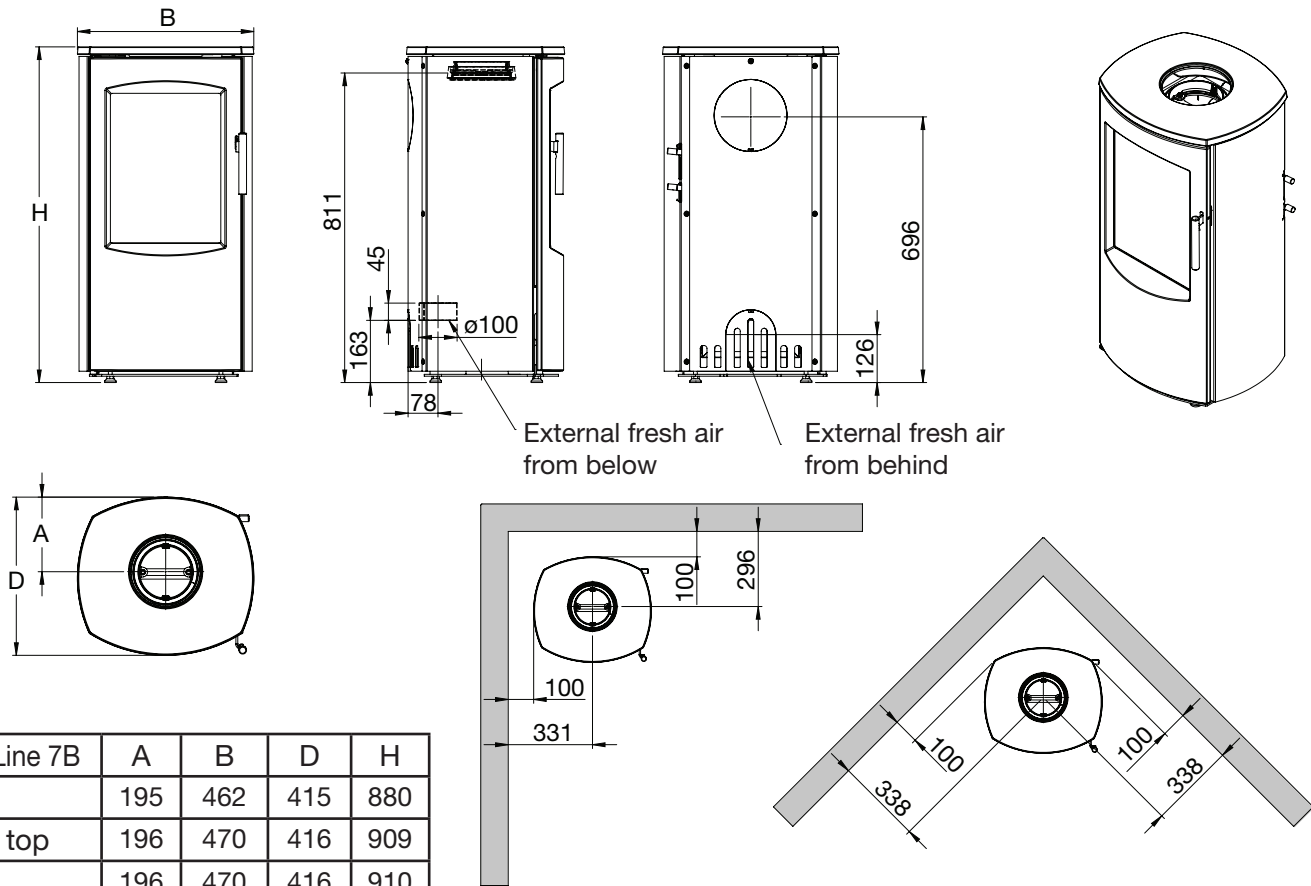 B
H
811
45
163
ø100
78
696
126
External fresh air
from below
External fresh air
from behind
A
D
100
296
100
331
100
338
100
338
Line 7B A B D H
195 462 415 880
top 196 470 416 909
196 470 416 910